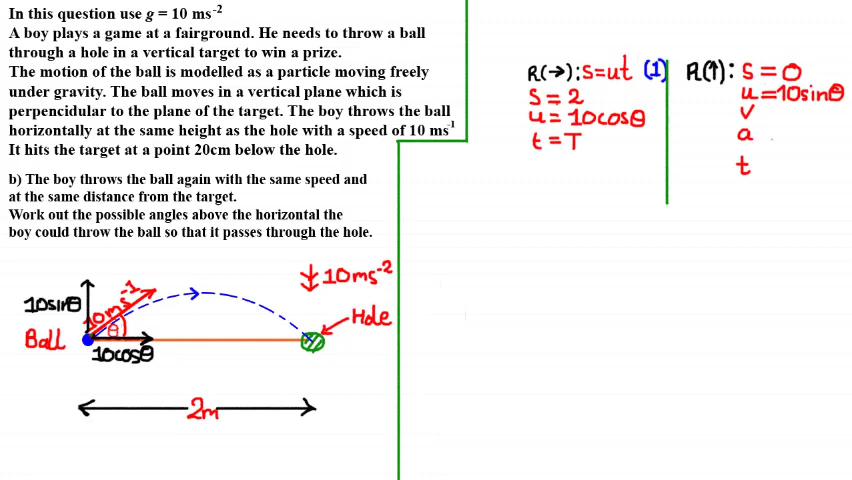 In this question use g = 10 ms⁻²
A boy plays a game at a fairground. He needs to throw a ball
through a hole in a vertical target to win a prize.
The motion of the ball is modelled as a particle moving freely
under gravity. The ball moves in a vertical plane which is
perpendicular to the plane of the target. The boy throws the ball
horizontally at the same height as the hole with a speed of 10 ms⁻¹
It hits the target at a point 20cm below the hole.
b) The boy throws the ball again with the same speed and
at the same distance from the target.
Work out the possible angles above the horizontal the
boy could throw the ball so that it passes through the hole.
R(→): s=ut (1)
s = 2
u = 10cosθ
t = T
R(↑): s = 0
u = 10sinθ
v
a
t
10ms⁻²
10ms⁻¹
10sinθ
θ
Hole
Ball
10cosθ
2m